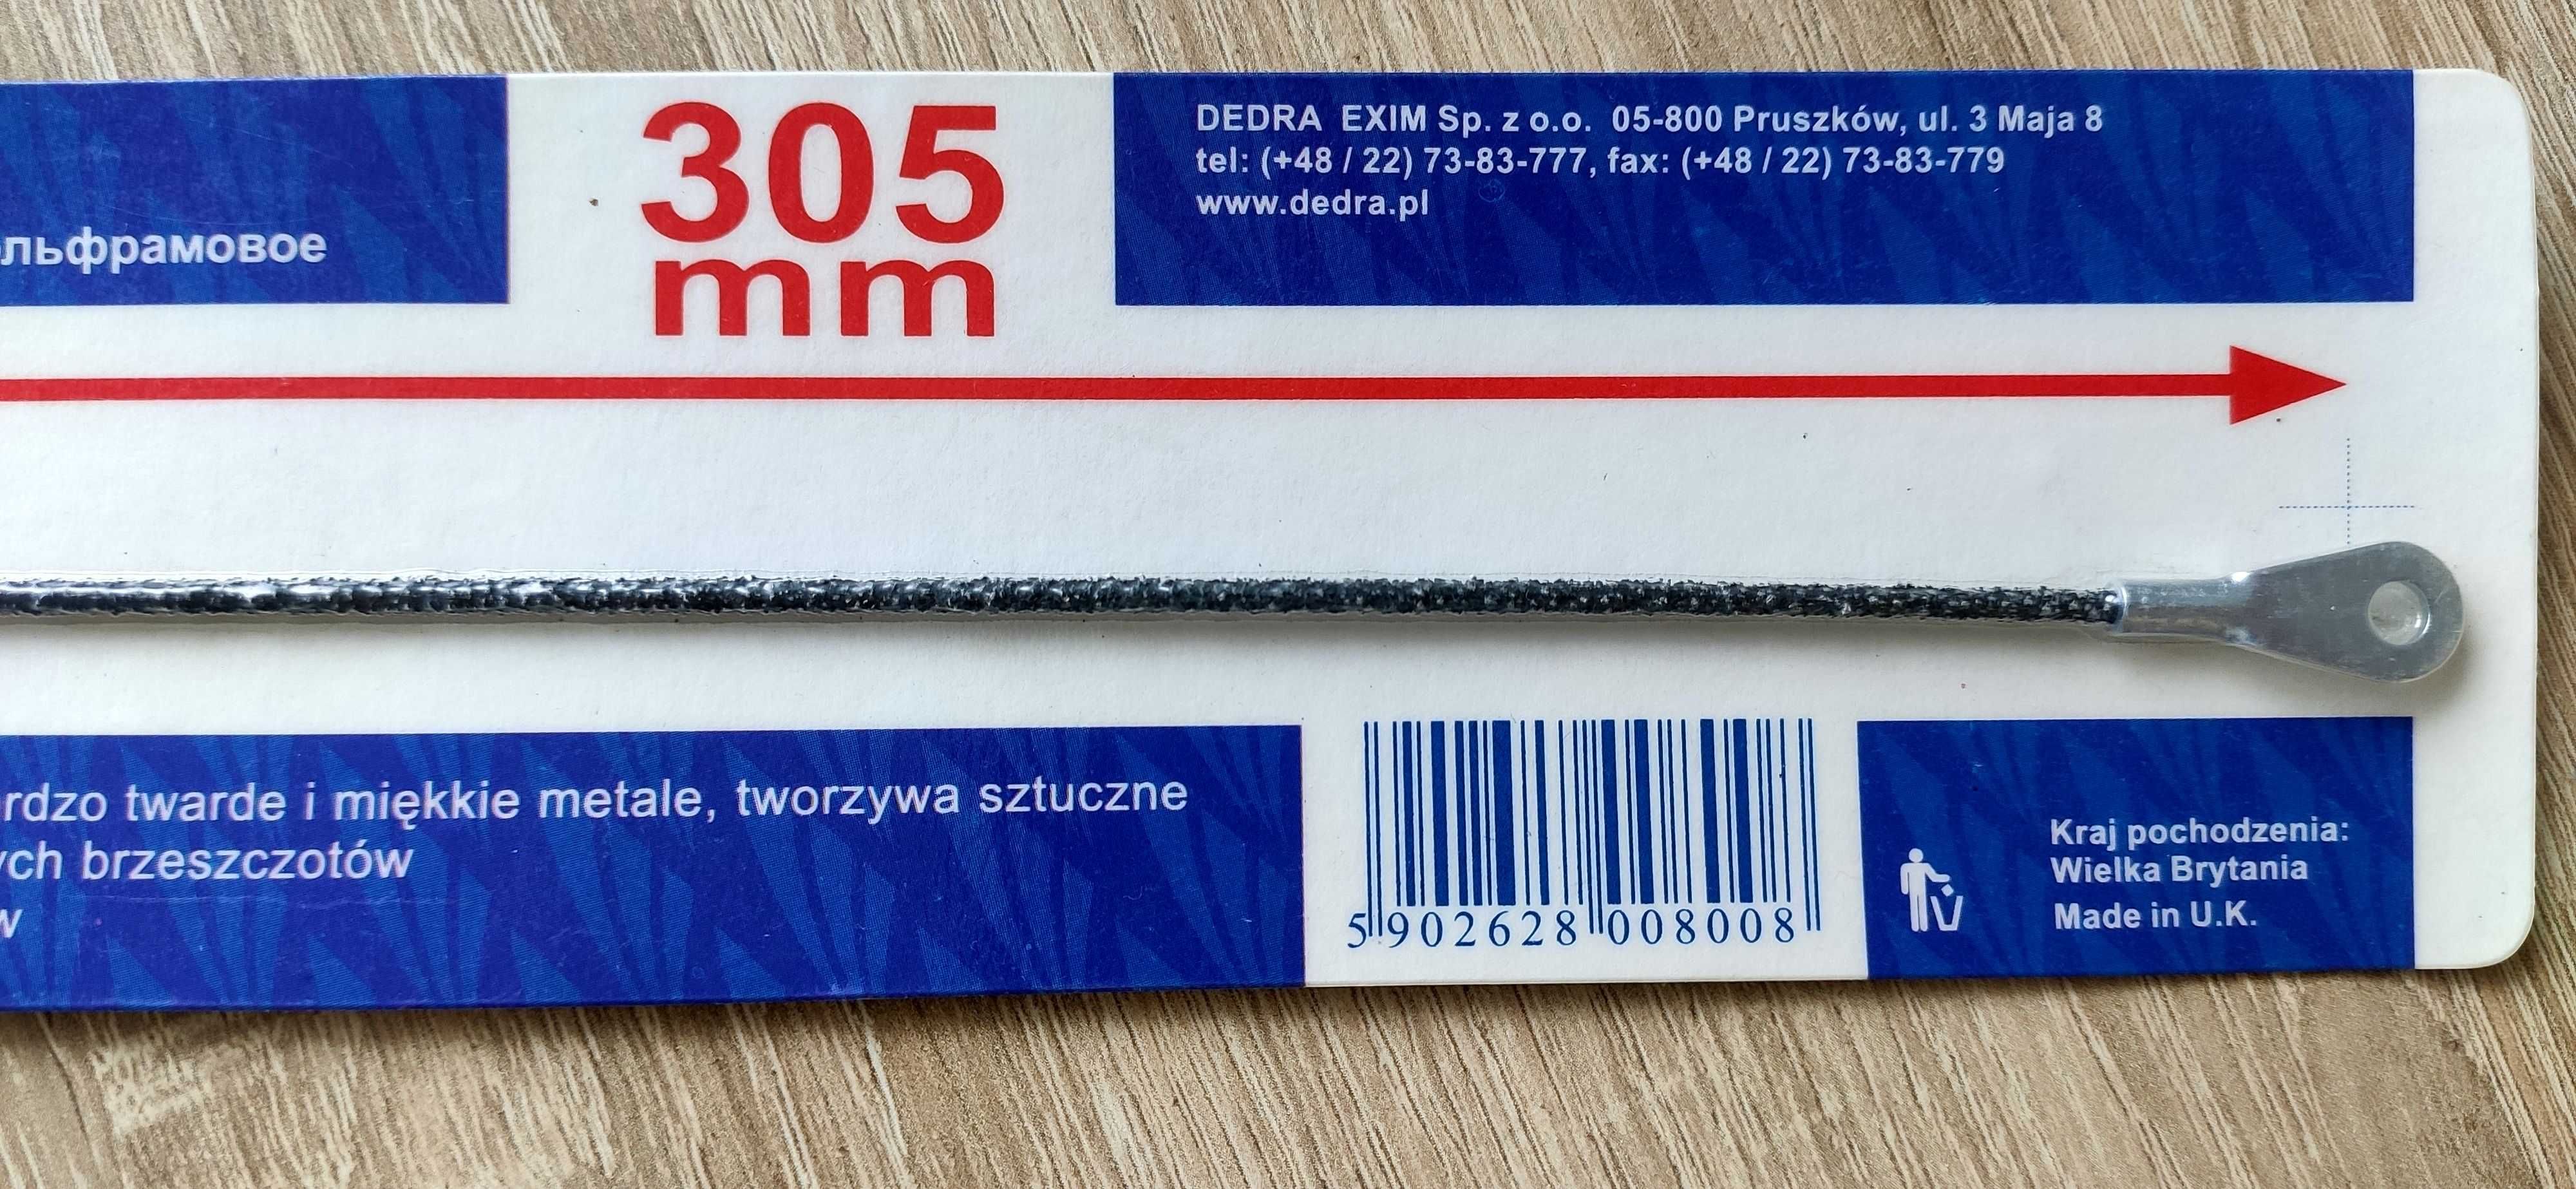 льфрамовое
305
mm
DEDRA EXIM Sp. z o.o. 05-800 Pruszków, ul. 3 Maja 8
tel: (+48 / 22) 73-83-777, fax: (+48 / 22) 73-83-779
www.dedra.pl
rdzo twarde i miękkie metale, tworzywa sztuczne
ych brzeszczotów
w
5 902628 008008
Kraj pochodzenia:
Wielka Brytania
Made in U.K.